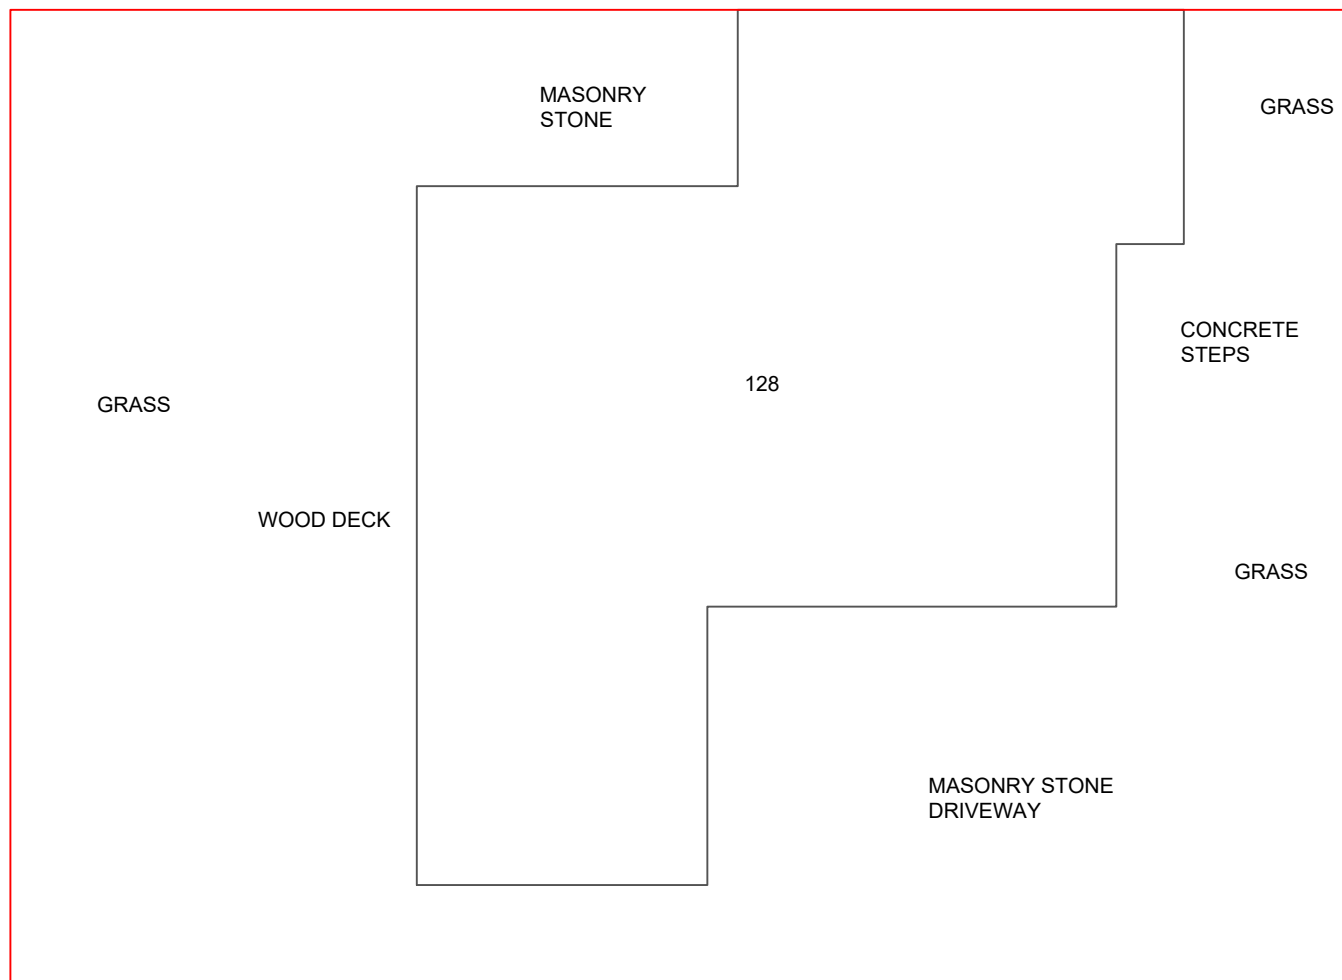 MASONRY
STONE
GRASS
CONCRETE
STEPS
128
GRASS
WOOD DECK
GRASS
MASONRY STONE
DRIVEWAY